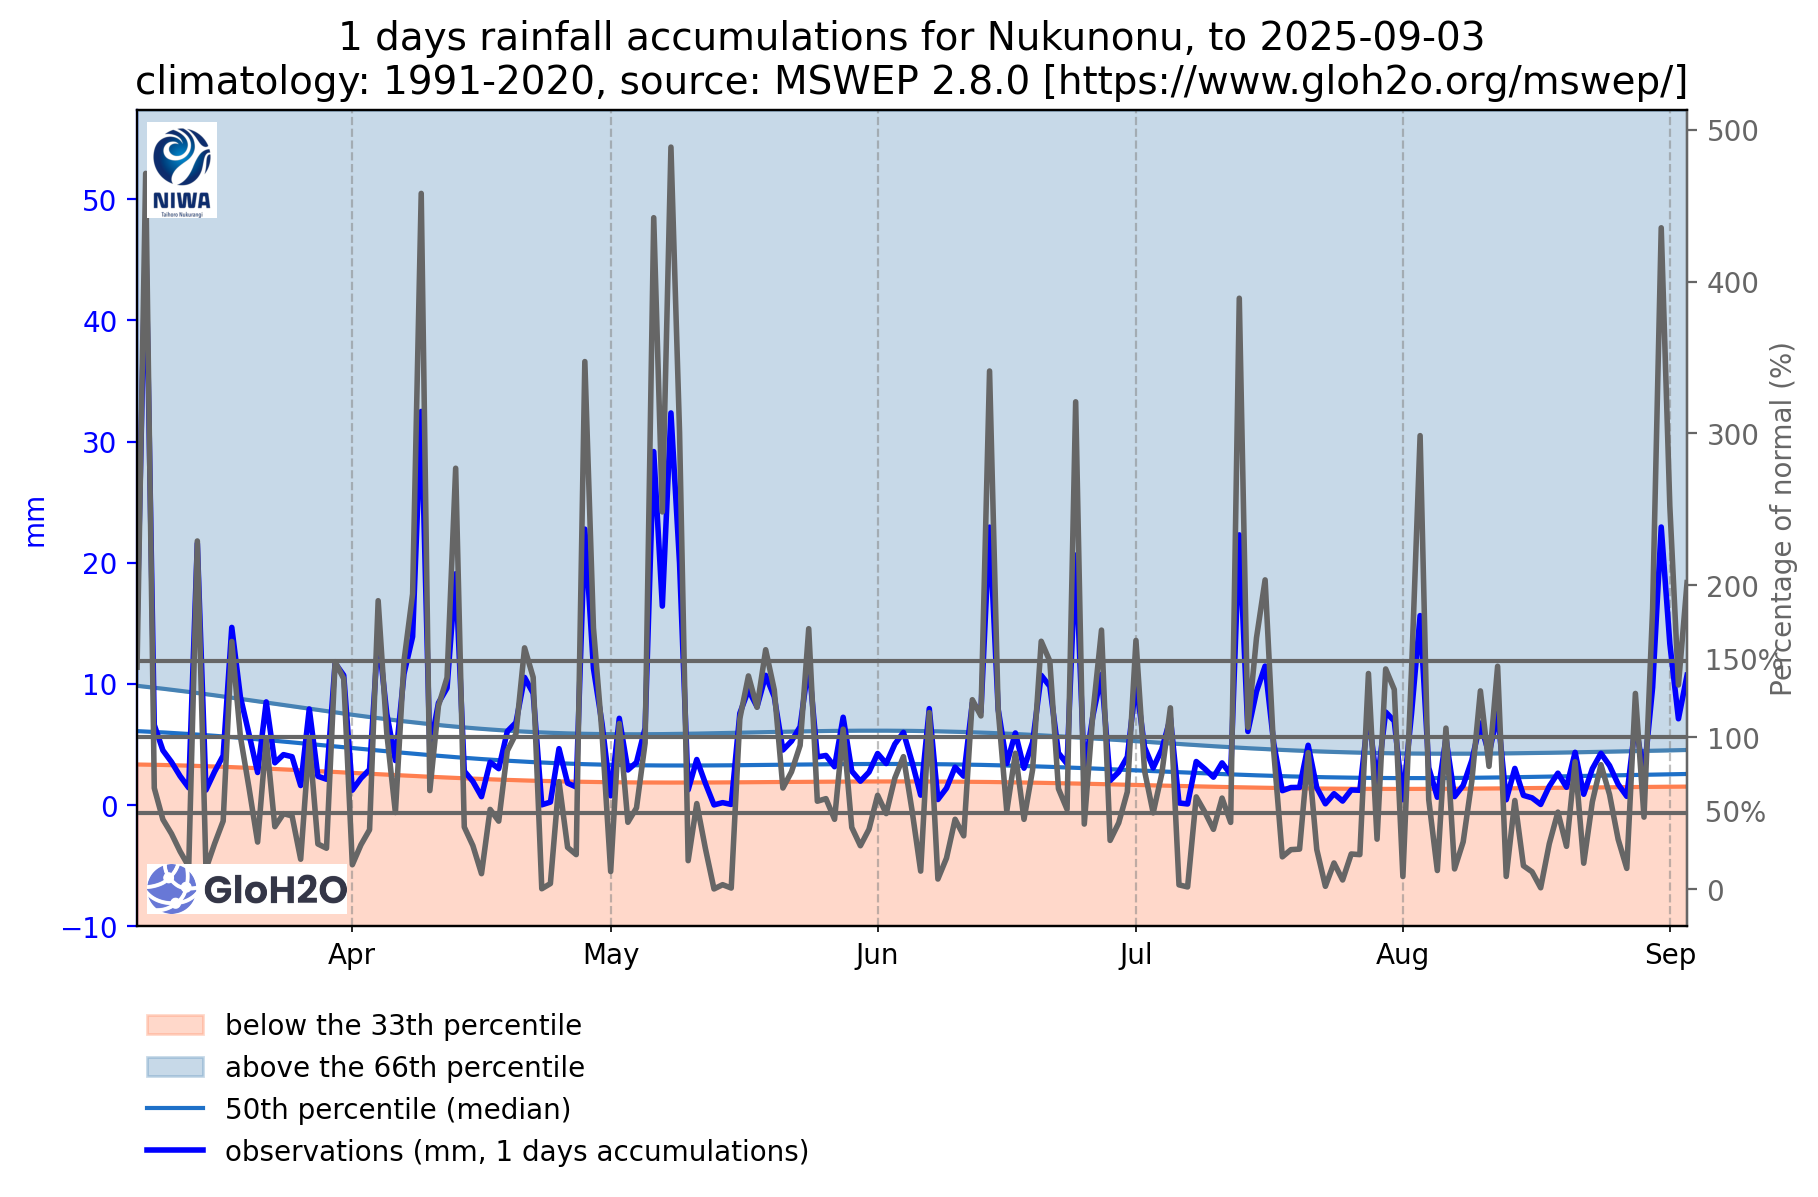 1 days rainfall accumulations for Nukunonu, to 2025-09-03
climatology: 1991-2020, source: MSWEP 2.8.0 [https://www.gloh2o.org/mswep/]
NIWA
Taihoro Nukurangi
50
40
30
20
10
0
−10
mm
500
400
300
200
150%
100
50%
0
Percentage of normal (%)
GloH2O
Apr
May
Jun
Jul
Aug
Sep
below the 33th percentile
above the 66th percentile
50th percentile (median)
observations (mm, 1 days accumulations)